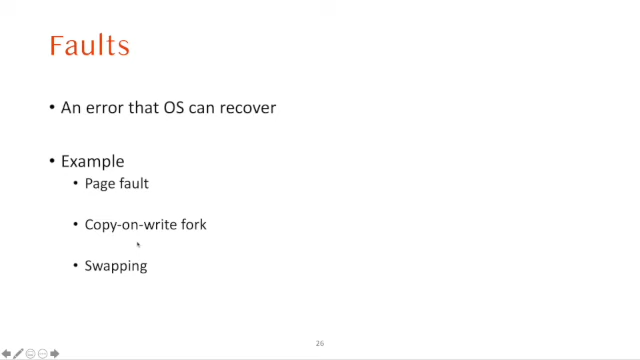 Faults
• An error that OS can recover
• Example
• Page fault
• Copy-on-write fork
• Swapping
26